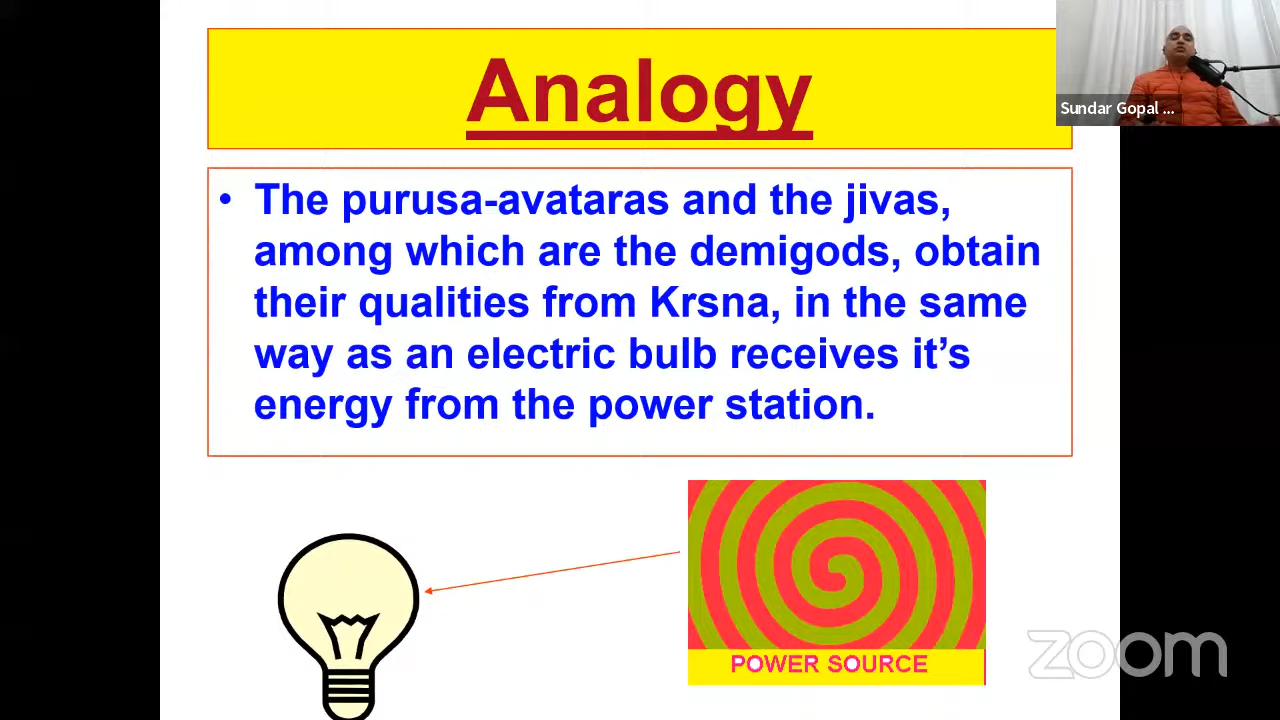 Analogy
Sundar Gopal ...
• The purusa-avataras and the jivas,
among which are the demigods, obtain
their qualities from Krsna, in the same
way as an electric bulb receives it’s
energy from the power station.
POWER SOURCE
zoom